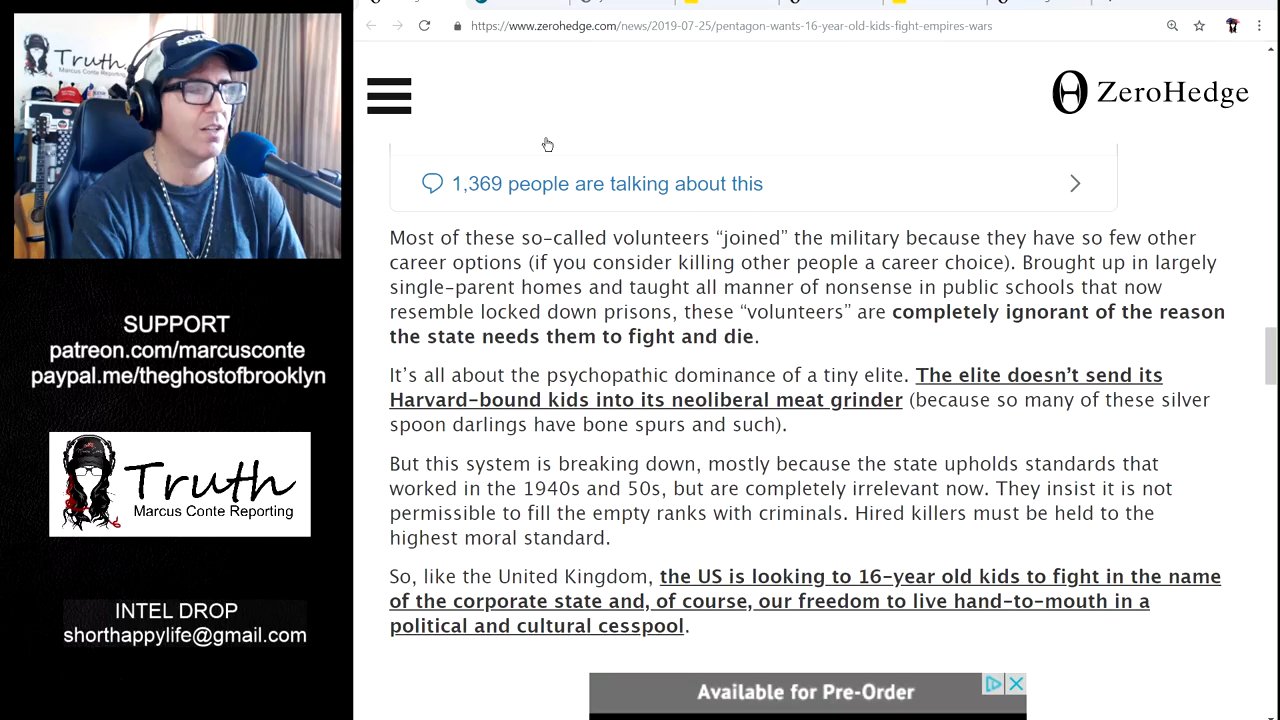 Truth.
Marcus Conte Reporting
SUPPORT
patreon.com/marcusconte
paypal.me/theghostofbrooklyn
Truth
Marcus Conte Reporting
INTEL DROP
shorthappylife@gmail.com
https://www.zerohedge.com/news/2019-07-25/pentagon-wants-16-year-old-kids-fight-empires-wars
ZeroHedge
1,369 people are talking about this
Most of these so-called volunteers “joined” the military because they have so few other
career options (if you consider killing other people a career choice). Brought up in largely
single-parent homes and taught all manner of nonsense in public schools that now
resemble locked down prisons, these “volunteers” are completely ignorant of the reason
the state needs them to fight and die.
It’s all about the psychopathic dominance of a tiny elite. The elite doesn’t send its
Harvard-bound kids into its neoliberal meat grinder (because so many of these silver
spoon darlings have bone spurs and such).
But this system is breaking down, mostly because the state upholds standards that
worked in the 1940s and 50s, but are completely irrelevant now. They insist it is not
permissible to fill the empty ranks with criminals. Hired killers must be held to the
highest moral standard.
So, like the United Kingdom, the US is looking to 16-year old kids to fight in the name
of the corporate state and, of course, our freedom to live hand-to-mouth in a
political and cultural cesspool.
Available for Pre-Order